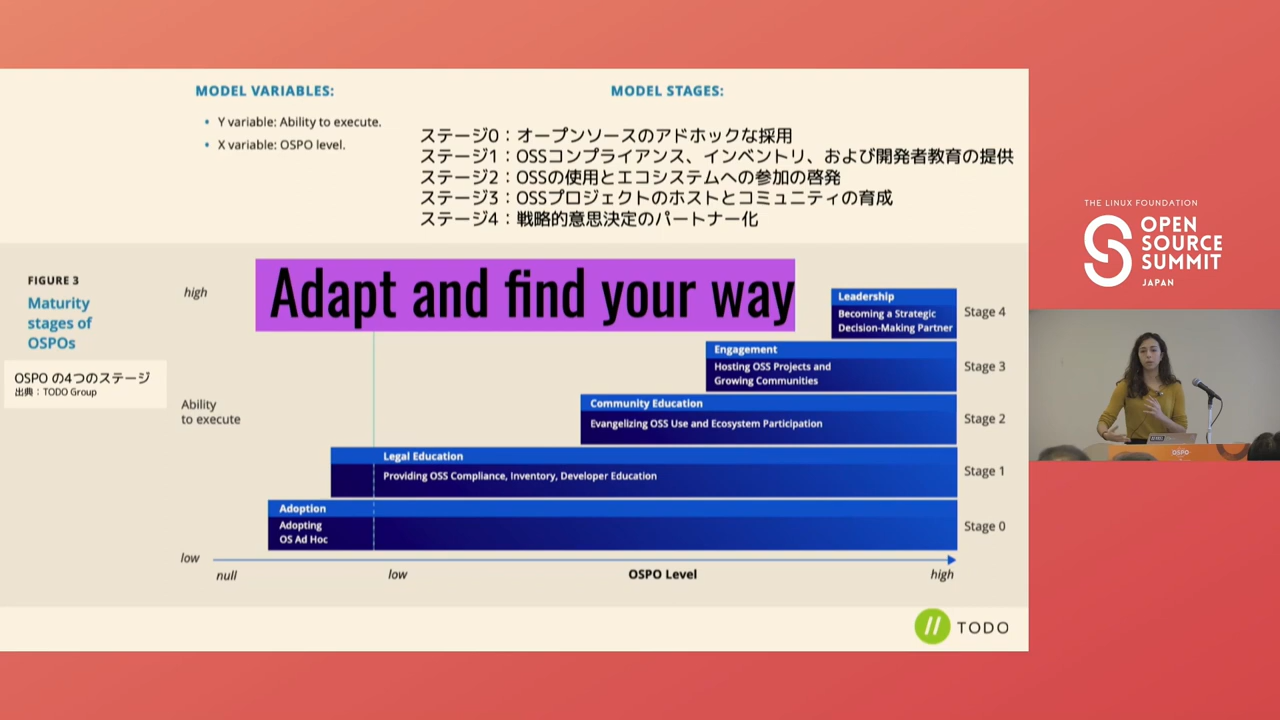 MODEL VARIABLES:
• Y variable: Ability to execute.
• X variable: OSPO level.
MODEL STAGES:
ステージ0：オープンソースのアドホックな採用
ステージ1：OSSコンプライアンス、インベントリ、および開発者教育の提供
ステージ2：OSSの使用とエコシステムへの参加の啓発
ステージ3：OSSプロジェクトのホストとコミュニティの育成
ステージ4：戦略的意思決定のパートナー化
FIGURE 3
Maturity
stages of
OSPOs
OSPO の4つのステージ
出典：TODO Group
high
Ability
to execute
low
Adapt and find your way
Leadership
Becoming a Strategic
Decision-Making Partner
Stage 4
Engagement
Hosting OSS Projects and
Growing Communities
Stage 3
Community Education
Evangelizing OSS Use and Ecosystem Participation
Stage 2
Legal Education
Providing OSS Compliance, Inventory, Developer Education
Stage 1
Adoption
Adopting
OS Ad Hoc
Stage 0
null
low
OSPO Level
high
TODO
THE LINUX FOUNDATION
OPEN
SOURCE
SUMMIT
JAPAN
OSPO